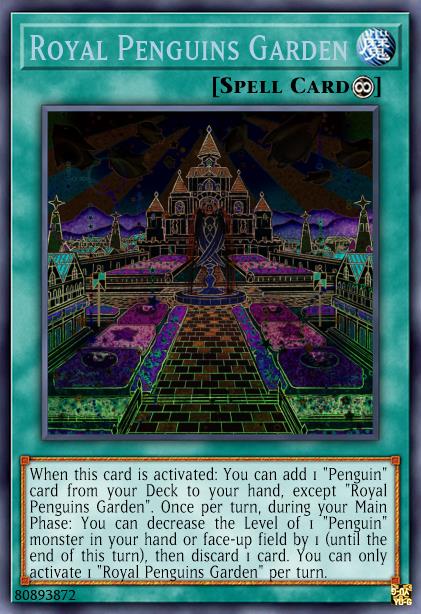 Royal Penguins Garden 魔
[Spell Card]
When this card is activated: You can add 1 "Penguin"
card from your Deck to your hand, except "Royal
Penguins Garden". Once per turn, during your Main
Phase: You can decrease the Level of 1 "Penguin"
monster in your hand or face-up field by 1 (until the
end of this turn), then discard 1 card. You can only
activate 1 "Royal Penguins Garden" per turn.
80893872